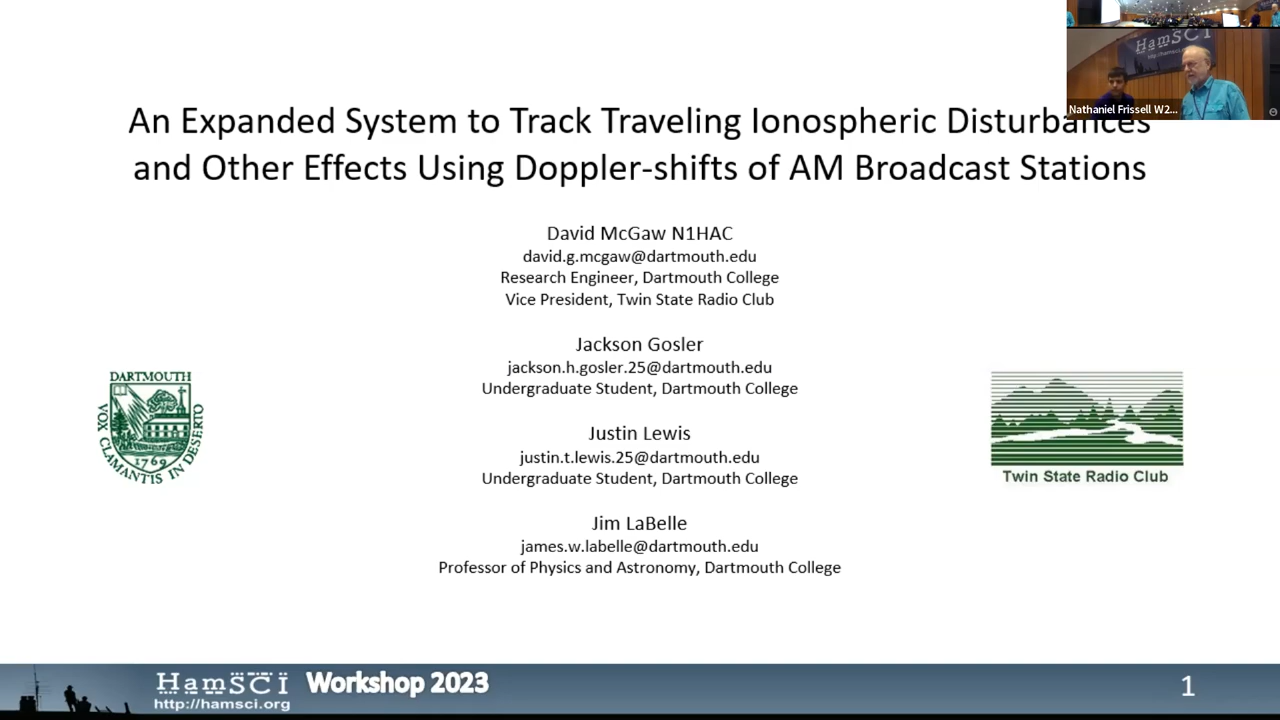 HamSCI
http://hamsci.org
Nathaniel Frissell W2...
An Expanded System to Track Traveling Ionospheric Disturbances
and Other Effects Using Doppler-shifts of AM Broadcast Stations
David McGaw N1HAC
david.g.mcgaw@dartmouth.edu
Research Engineer, Dartmouth College
Vice President, Twin State Radio Club
Jackson Gosler
jackson.h.gosler.25@dartmouth.edu
Undergraduate Student, Dartmouth College
Justin Lewis
justin.t.lewis.25@dartmouth.edu
Undergraduate Student, Dartmouth College
Jim LaBelle
james.w.labelle@dartmouth.edu
Professor of Physics and Astronomy, Dartmouth College
DARTMOUTH
VOX CLAMANTIS IN DESERTO
1769
Twin State Radio Club
HamSCI Workshop 2023
http://hamsci.org
1